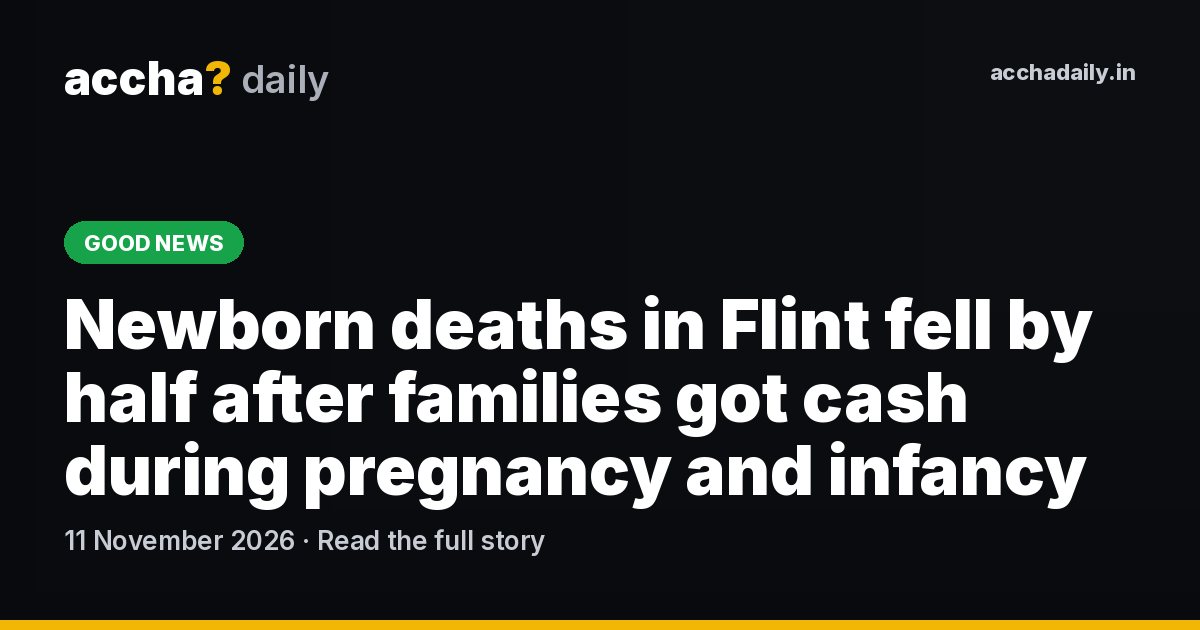 accha? daily
acchadaily.in
GOOD NEWS
Newborn deaths in Flint fell by
half after families got cash
during pregnancy and infancy
11 November 2026 · Read the full story